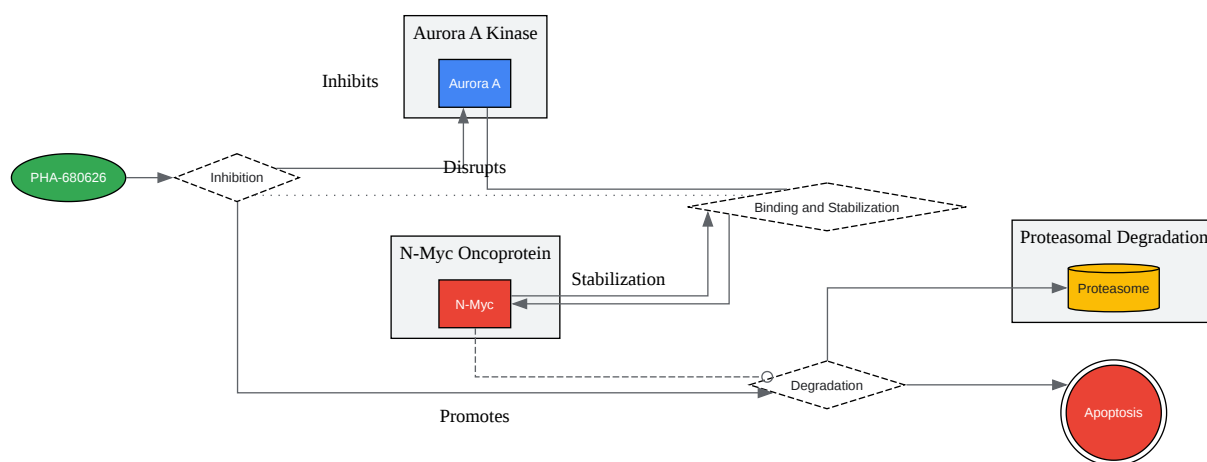 Aurora A Kinase
Aurora A
Inhibits
Disrupts
PHA-680626
Inhibition
Binding and Stabilization
N-Myc Oncoprotein
Stabilization
N-Myc
Proteasomal Degradation
Proteasome
Degradation
Promotes
Apoptosis